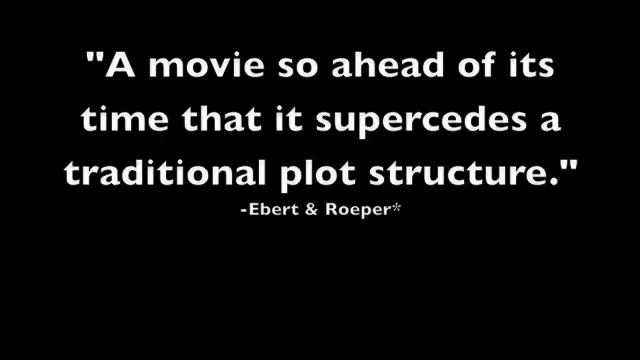 "A movie so ahead of its
time that it supercedes a
traditional plot structure."
-Ebert & Roeper*